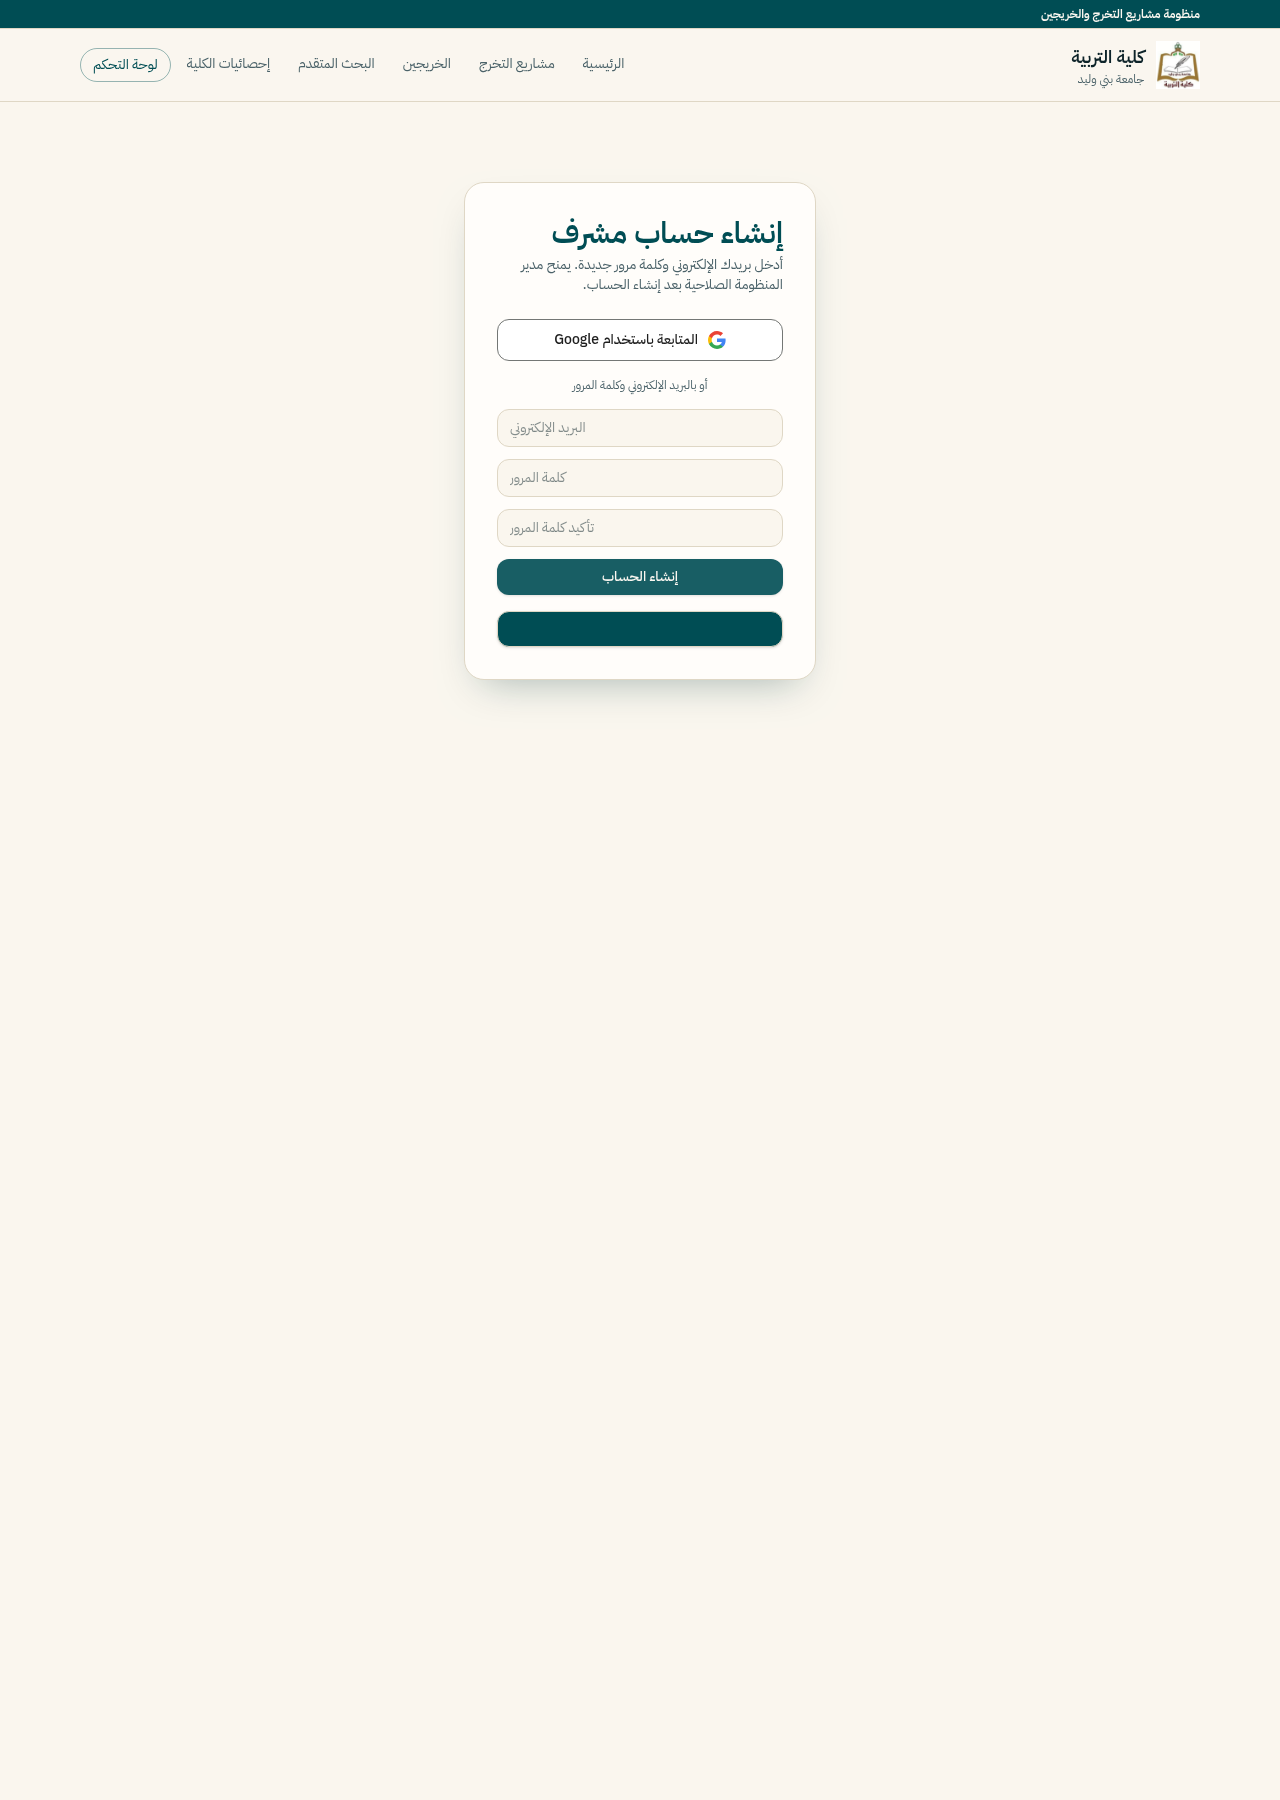 منظومة مشاريع التخرج والخريجين
كلية التربية
جامعة بني وليد
الرئيسية
مشاريع التخرج
الخريجين
البحث المتقدم
إحصائيات الكلية
لوحة التحكم
إنشاء حساب مشرف
أدخل بريدك الإلكتروني وكلمة مرور جديدة. يمنح مدير
المنظومة الصلاحية بعد إنشاء الحساب.
المتابعة باستخدام Google
أو بالبريد الإلكتروني وكلمة المرور
البريد الإلكتروني
كلمة المرور
تأكيد كلمة المرور
إنشاء الحساب